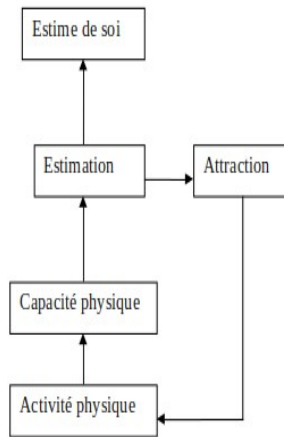 Estime de soi
Estimation
Attraction
Capacité physique
Activité physique